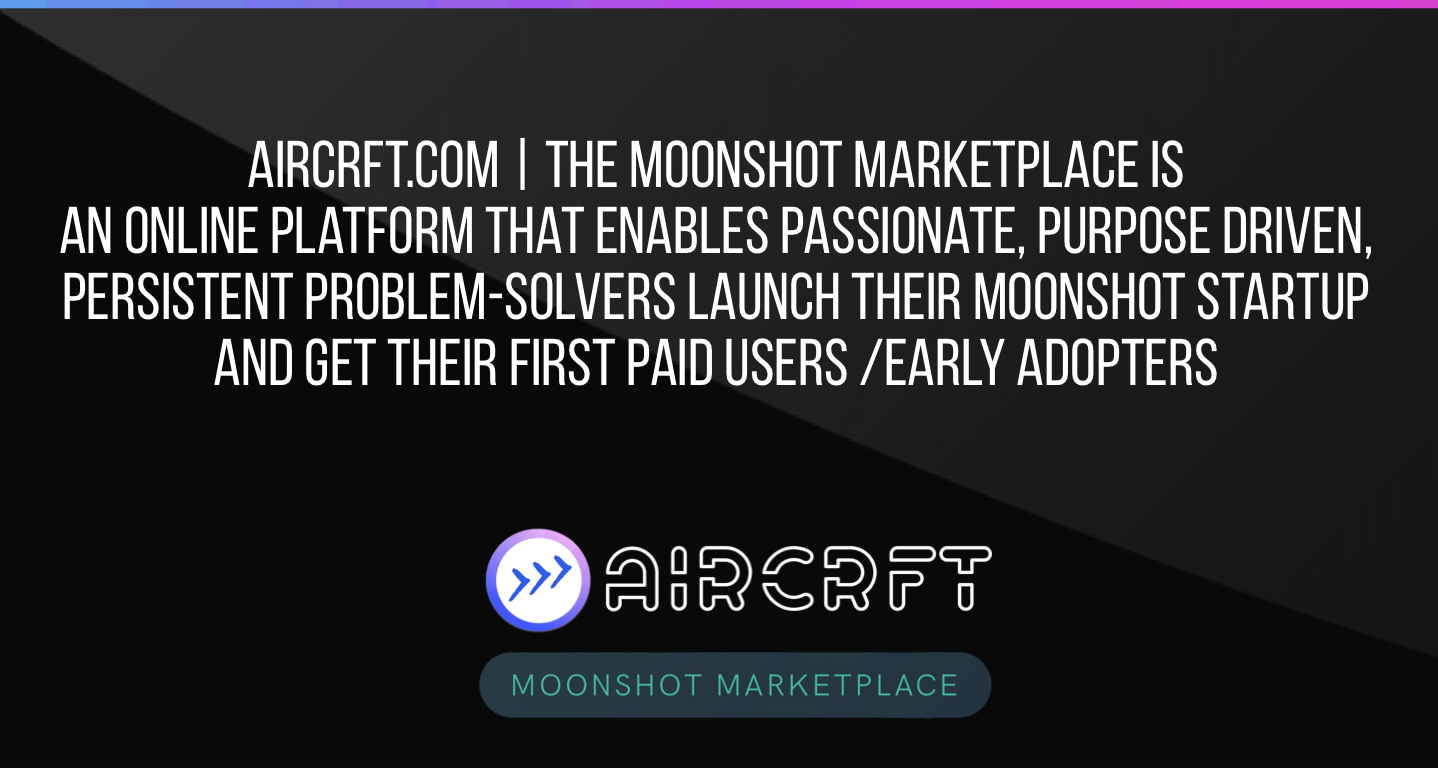 AIRCRFT.COM | THE MOONSHOT MARKETPLACE IS
AN ONLINE PLATFORM THAT ENABLES PASSIONATE, PURPOSE DRIVEN,
PERSISTENT PROBLEM-SOLVERS LAUNCH THEIR MOONSHOT STARTUP
AND GET THEIR FIRST PAID USERS /EARLY ADOPTERS
AIRCRFT
MOONSHOT MARKETPLACE